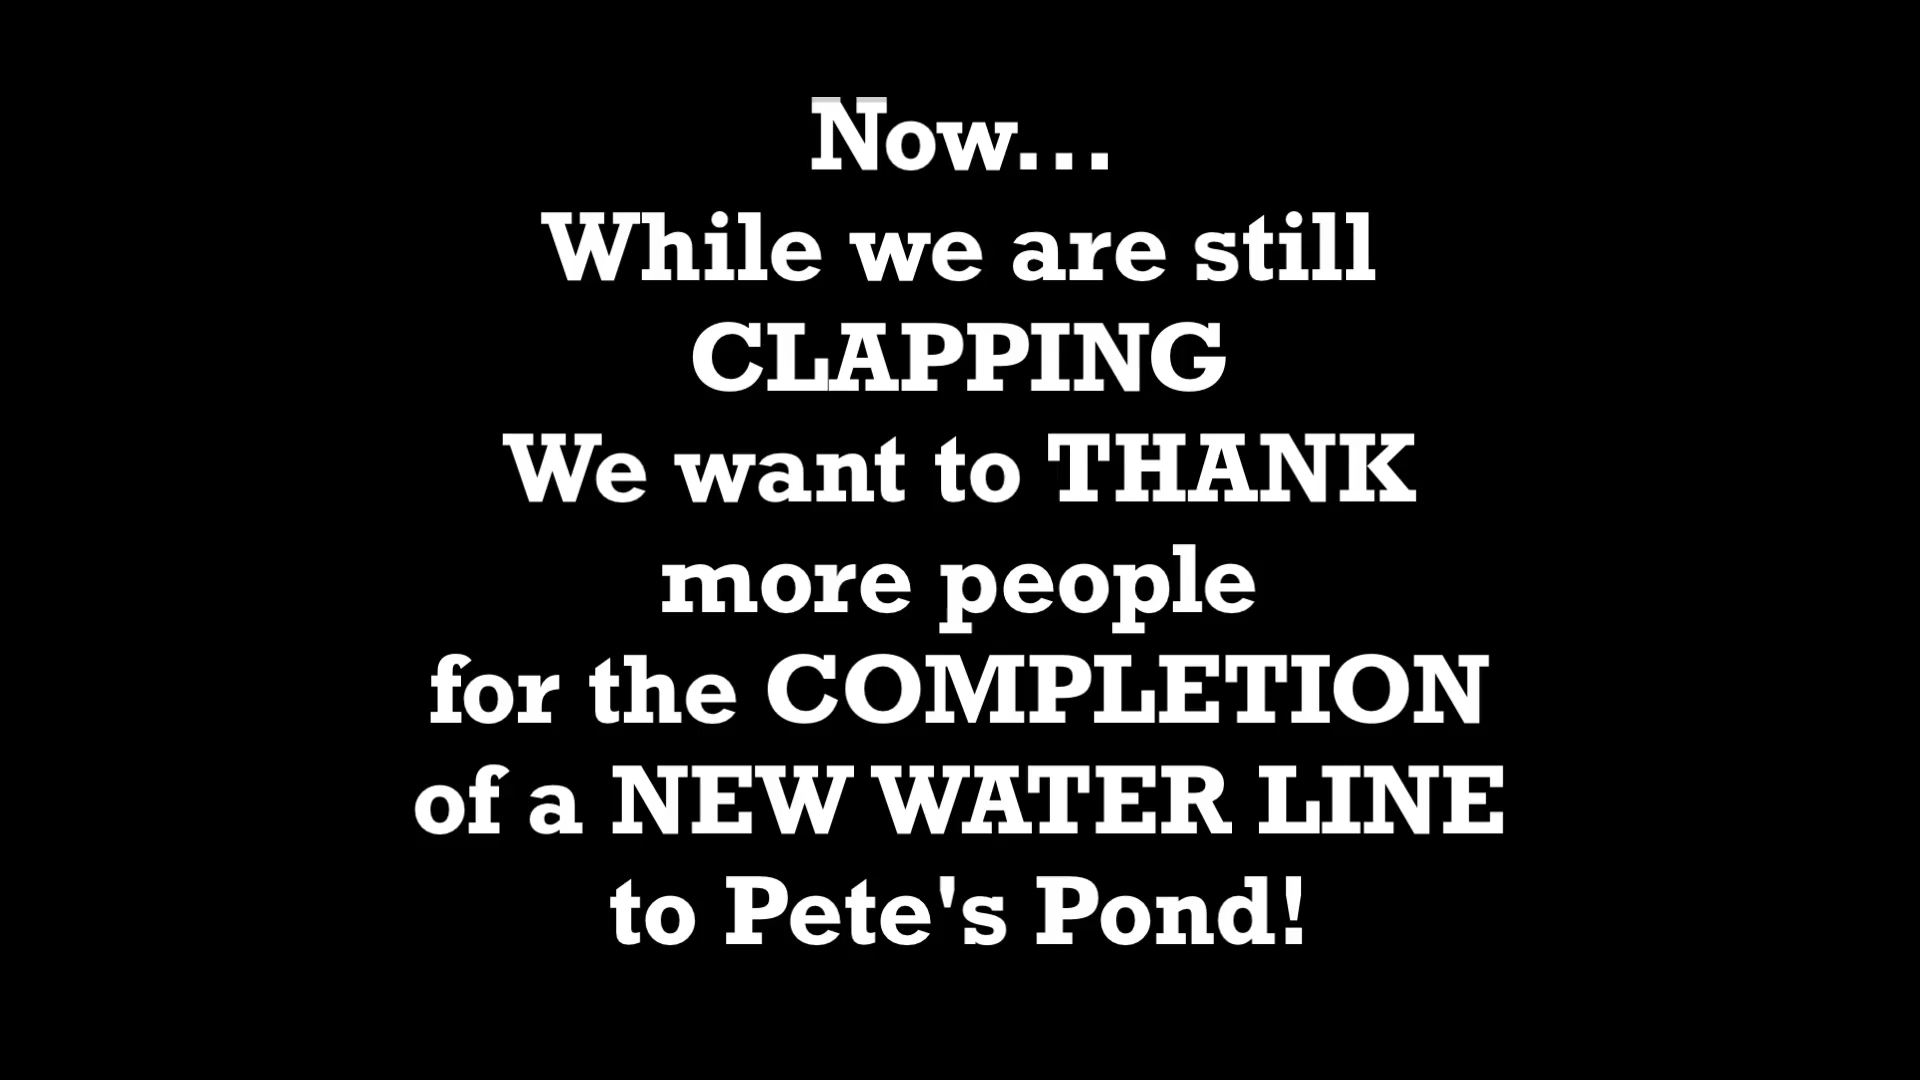 Now...
While we are still
CLAPPING
We want to THANK
more people
for the COMPLETION
of a NEW WATER LINE
to Pete's Pond!